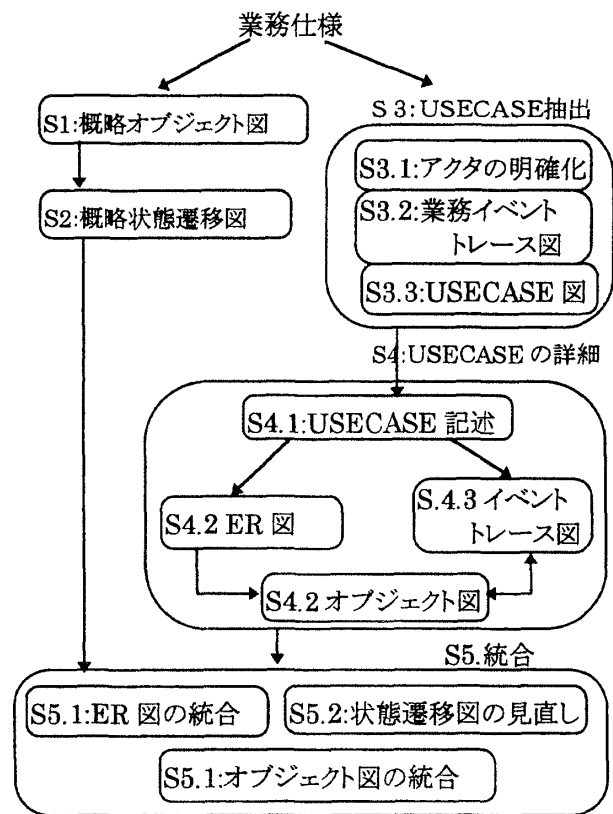 業務仕様
S1:概略オブジェクト図
S2:概略状態遷移図
S3:USECASE抽出
S3.1:アクタの明確化
S3.2:業務イベント
トレース図
S3.3:USECASE 図
S4:USECASE の詳細
S4.1:USECASE 記述
S4.2 ER 図
S.4.3 イベント
トレース図
S4.2 オブジェクト図
S5.統合
S5.1:ER 図の統合
S5.2:状態遷移図の見直し
S5.1:オブジェクト図の統合